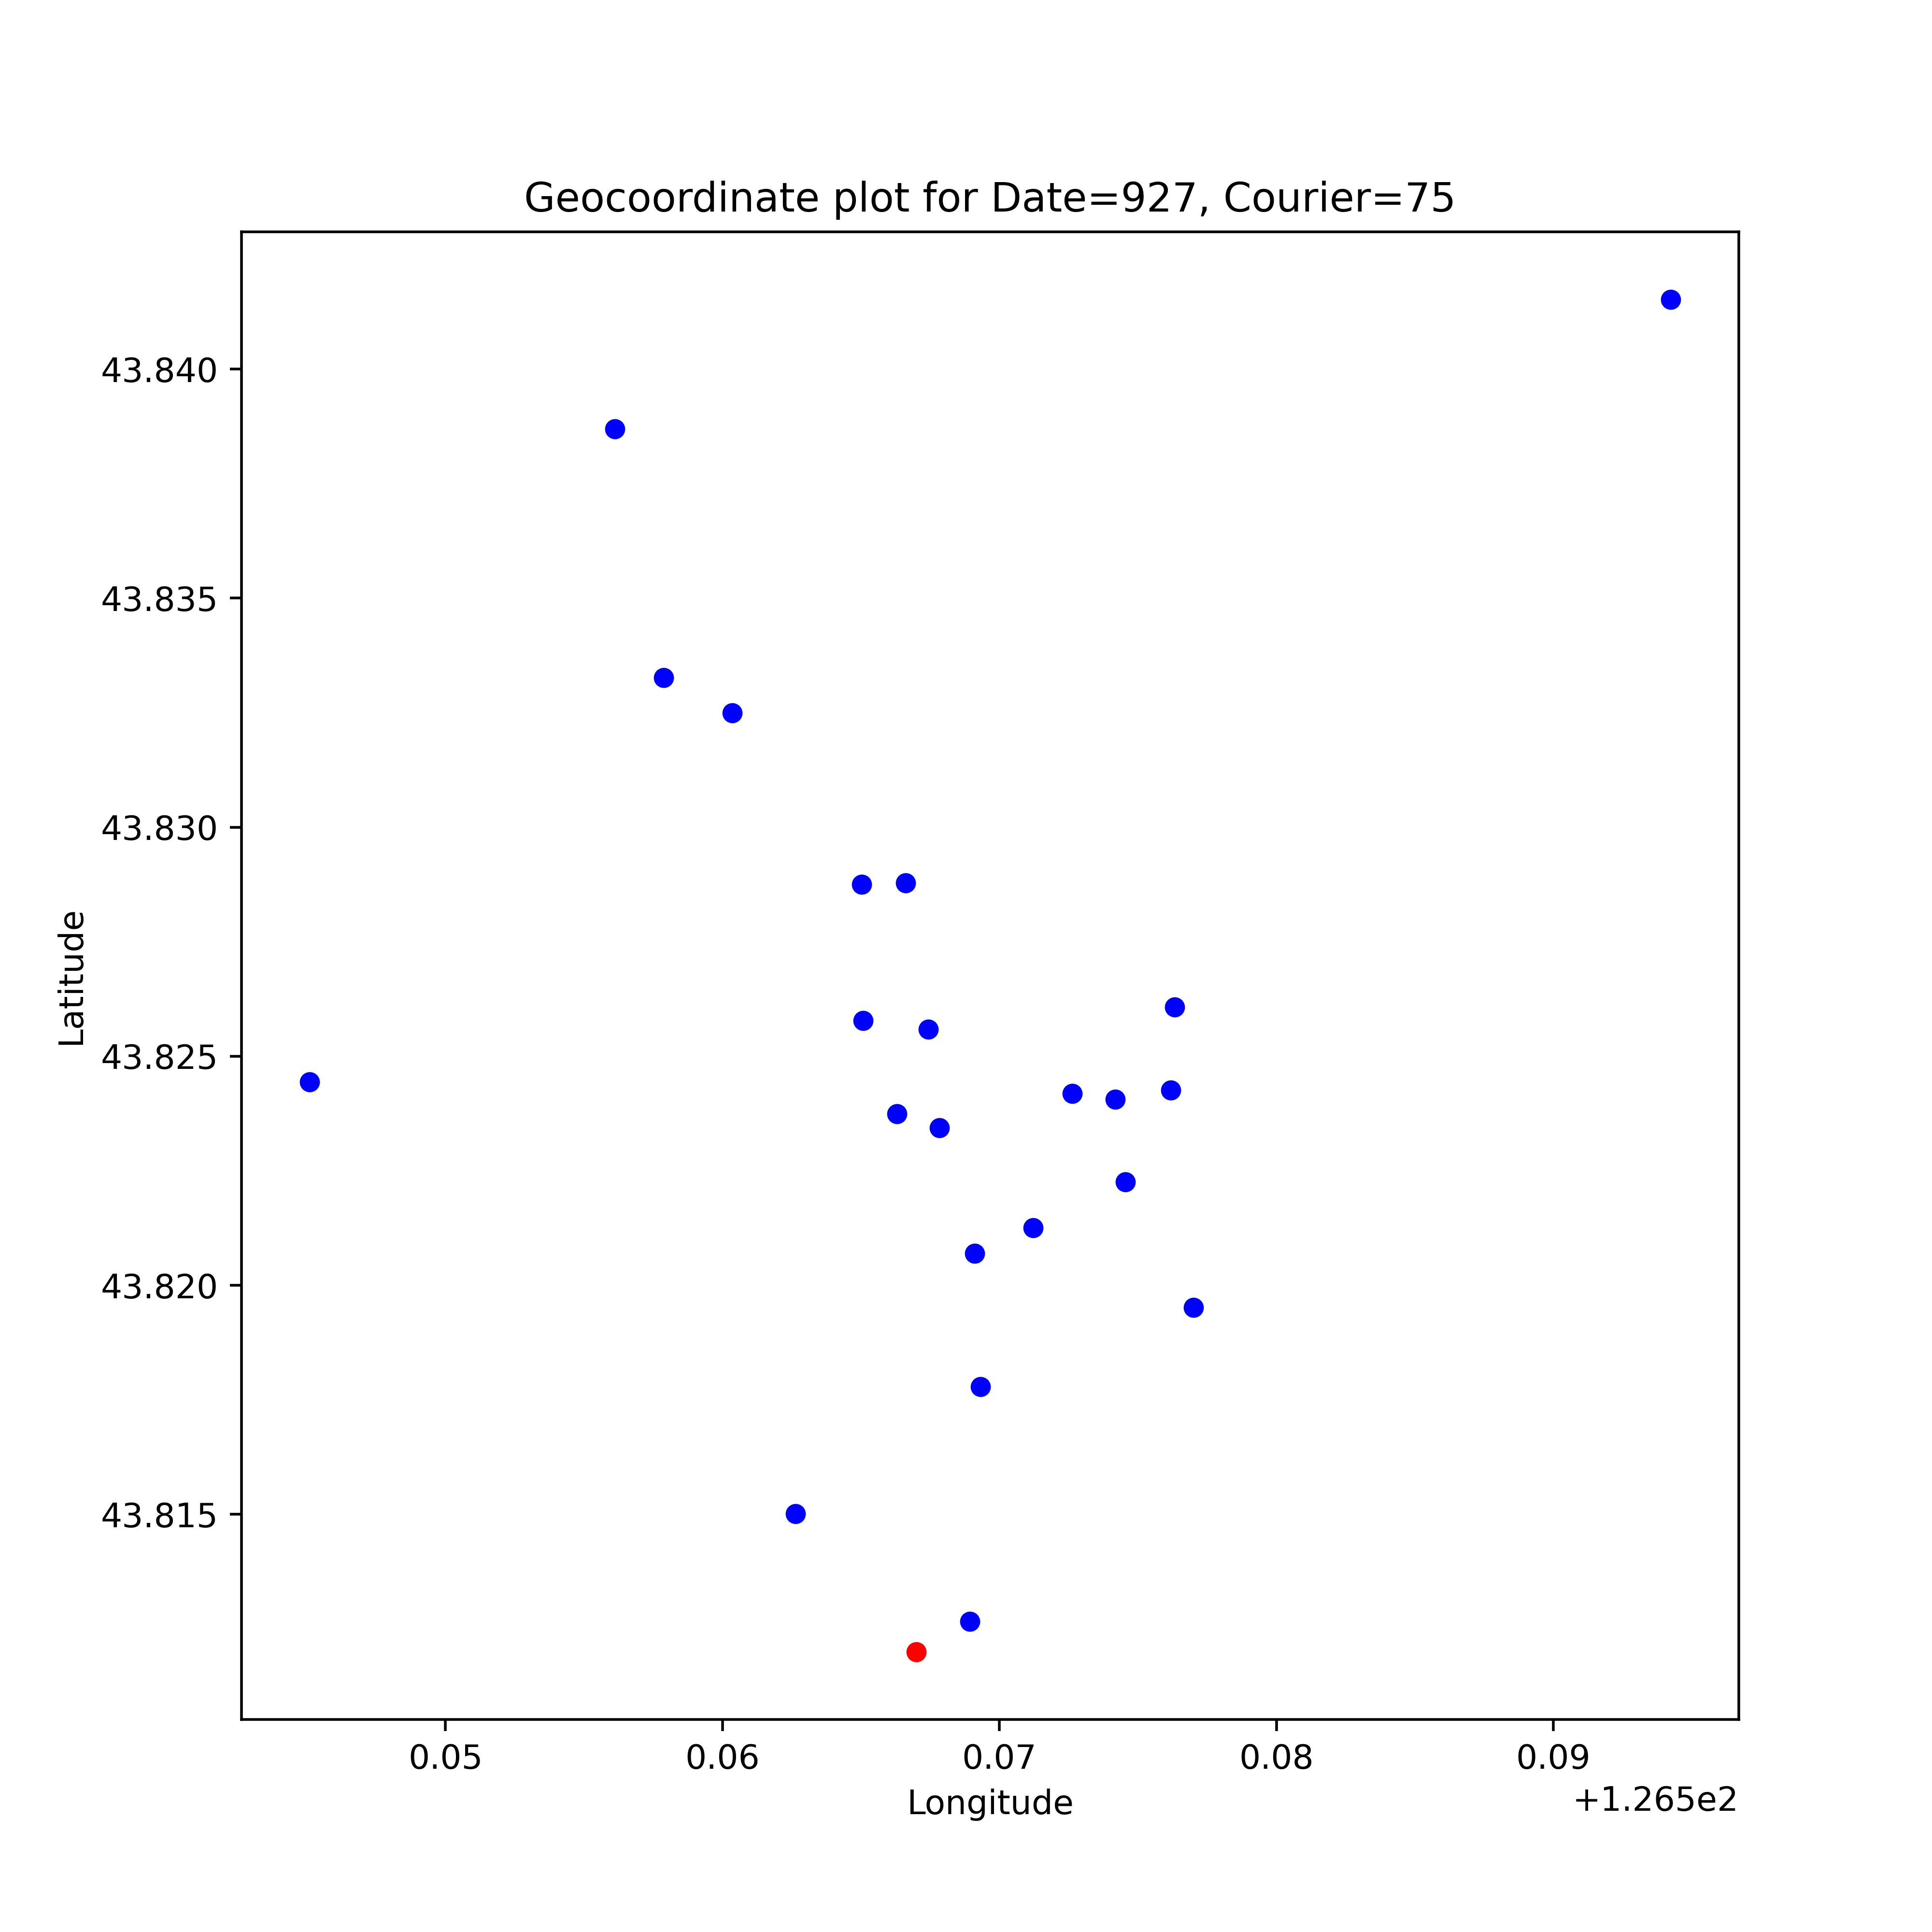 Geocoordinate plot for Date=927, Courier=75
43.840
43.835
43.830
43.825
43.820
43.815
Latitude
0.05 0.06 0.07 0.08 0.09
Longitude
+1.265e2